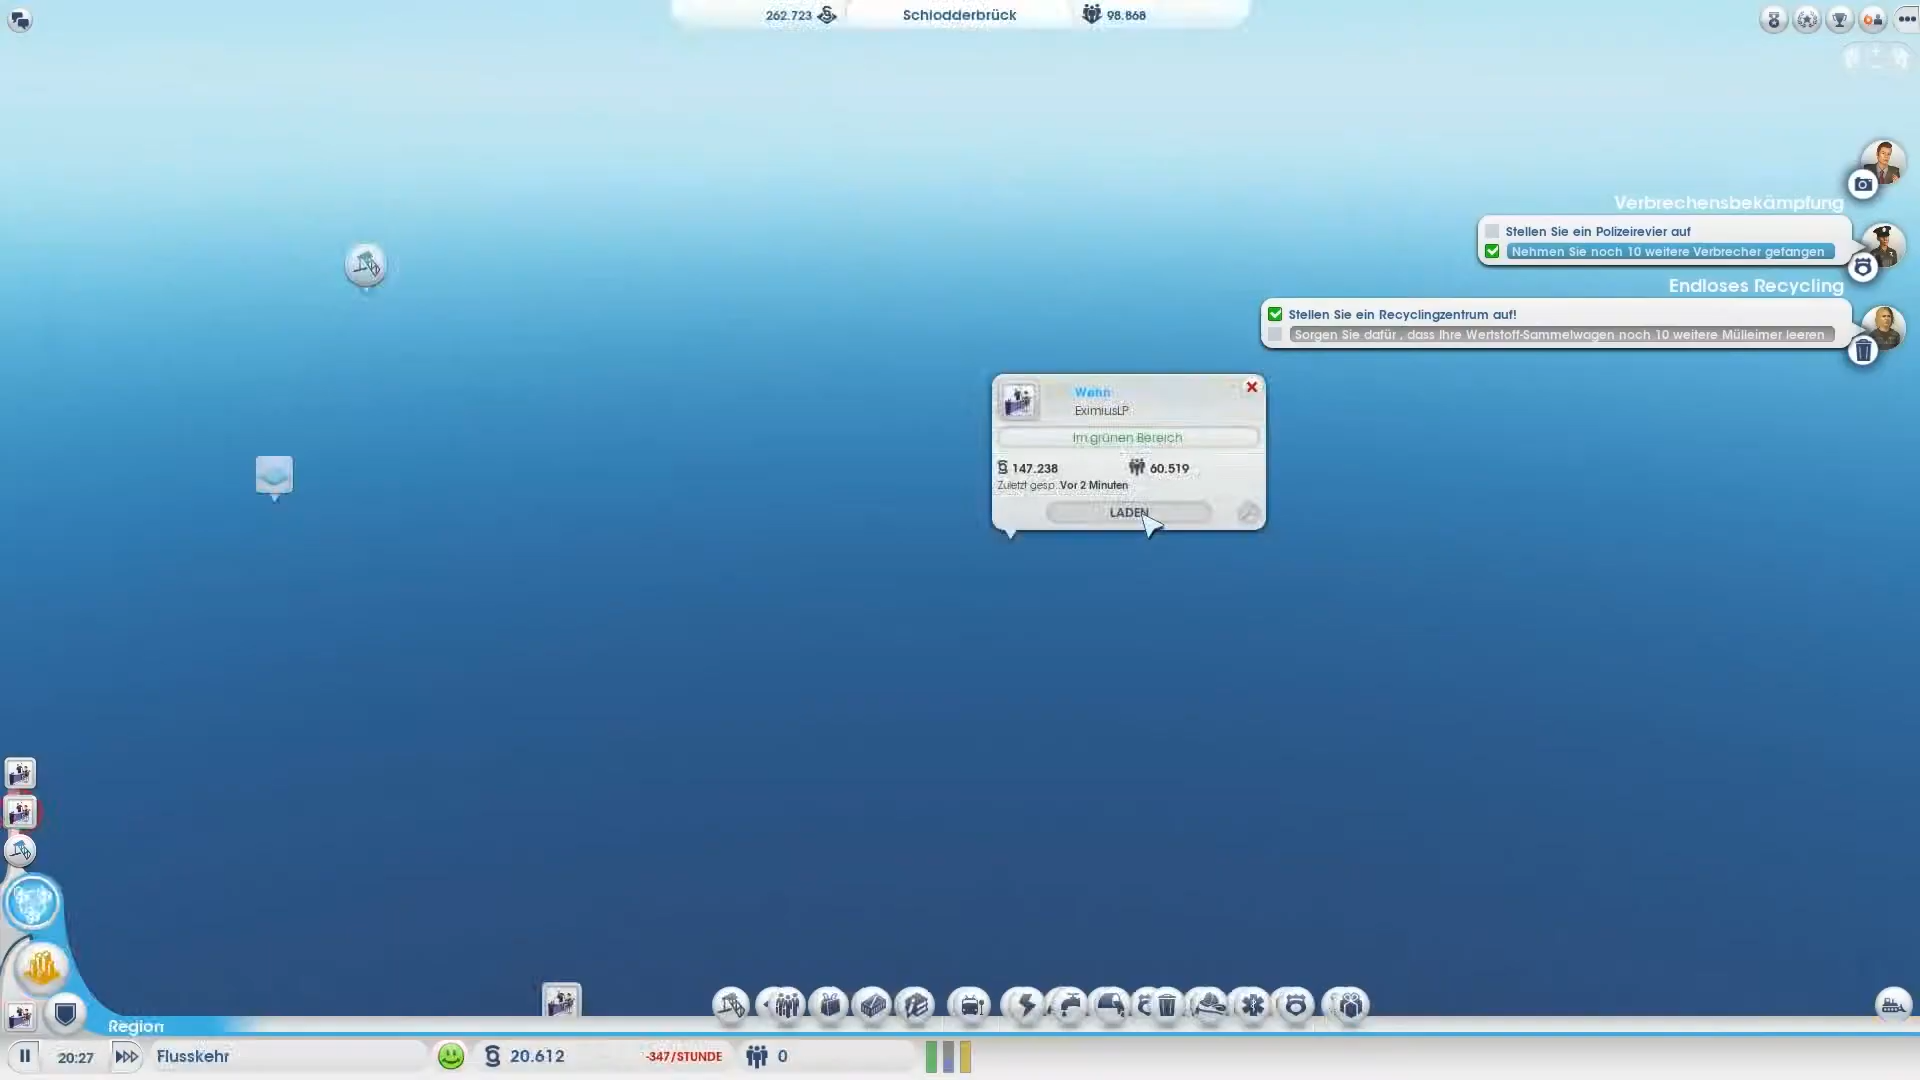 262.723
Schlodderbrück
98.868
Verbrechensbekämpfung
Stellen Sie ein Polizeirevier auf
Nehmen Sie noch 10 weitere Verbrecher gefangen
Endloses Recycling
Stellen Sie ein Recyclingzentrum auf!
Sorgen Sie dafür , dass Ihre Wertstoff-Sammelwagen noch 10 weitere Mülleimer leeren
Wahn
EximiusLP
Im grünen Bereich
147.238
60.519
Zuletzt gesp.:Vor 2 Minuten
LADEN
Region
20:27
Flusskehr
20.612
-347/STUNDE
0